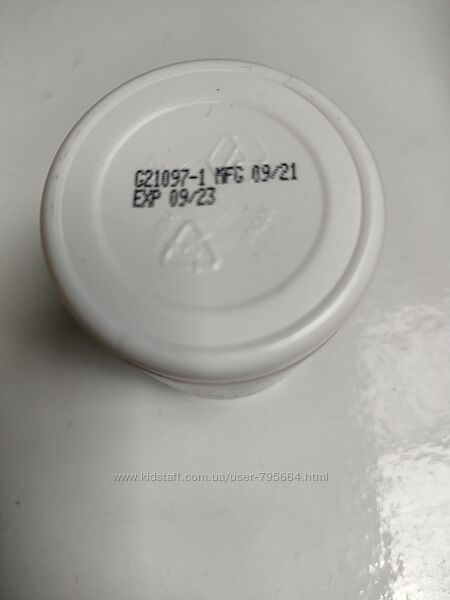 G21097-1 MFG 09/21
EXP 09/23
www.kidstaff.com.ua/user-795664.html